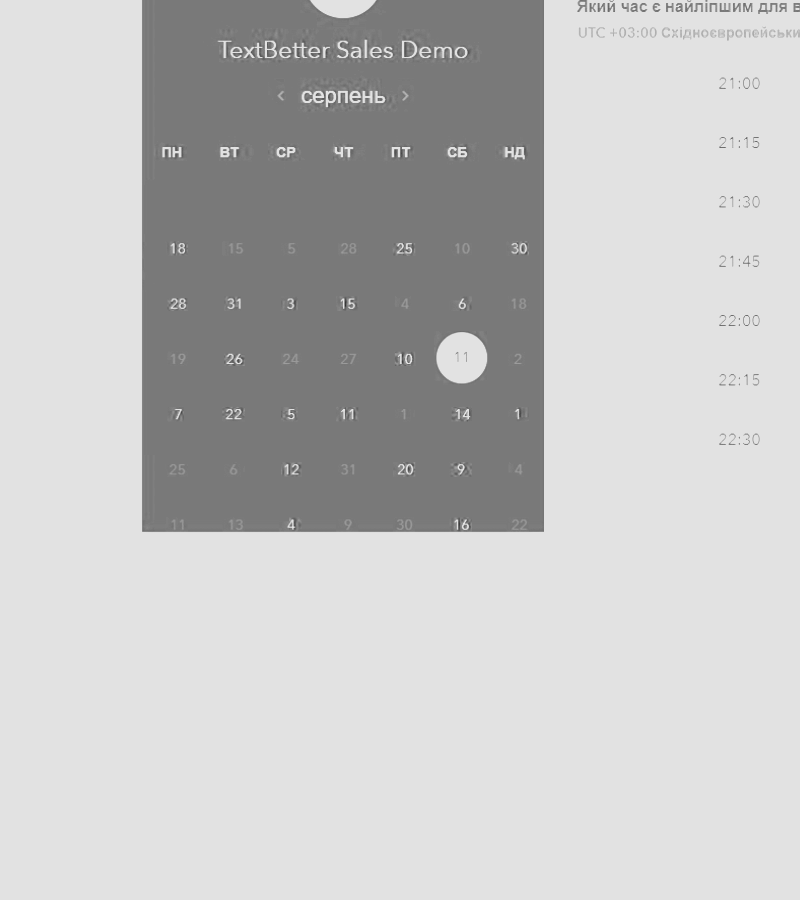 TextBetter Sales Demo
‹ серпень ›
ПН ВТ СР ЧТ ПТ СБ НД
18 15 5 28 25 10 30
28 31 3 15 4 6 18
19 26 24 27 10 11 2
7 22 5 11 1 14 1
25 6 12 31 20 9 4
11 13 4 9 30 16 22
Який час є найліпшим для в
UTC +03:00 Східноєвропейськи
21:00
21:15
21:30
21:45
22:00
22:15
22:30